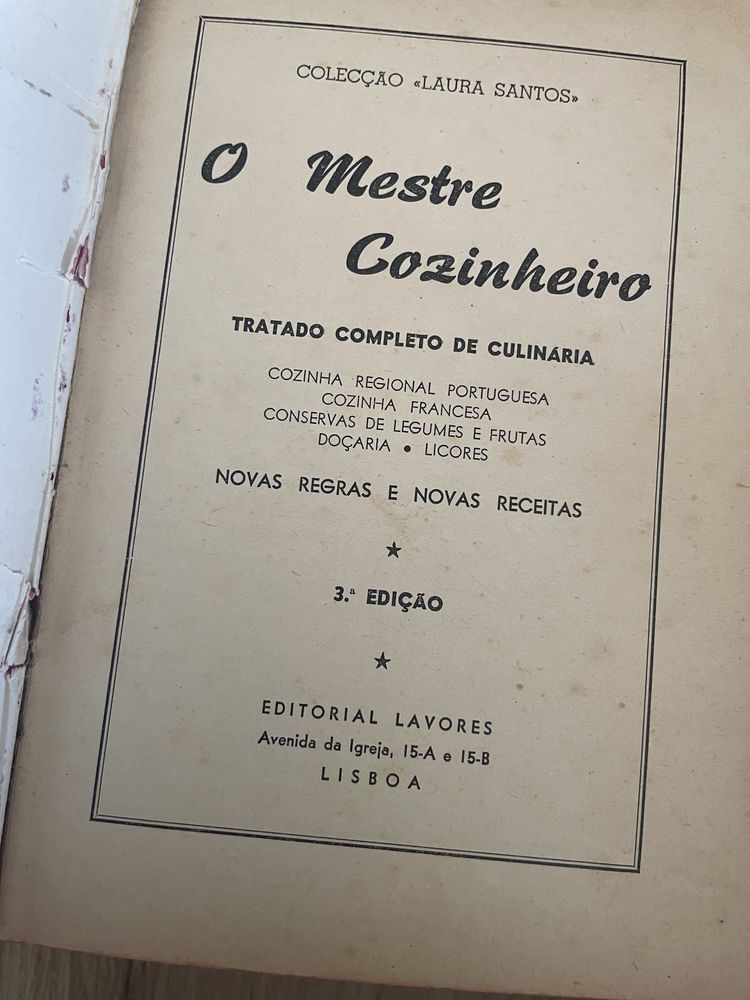 COLECÇÃO «LAURA SANTOS»
O Mestre
Cozinheiro
TRATADO COMPLETO DE CULINÁRIA
COZINHA REGIONAL PORTUGUESA
COZINHA FRANCESA
CONSERVAS DE LEGUMES E FRUTAS
DOÇARIA • LICORES
NOVAS REGRAS E NOVAS RECEITAS
★
3.ª EDIÇÃO
★
EDITORIAL LAVORES
Avenida da Igreja, 15-A e 15-B
LISBOA